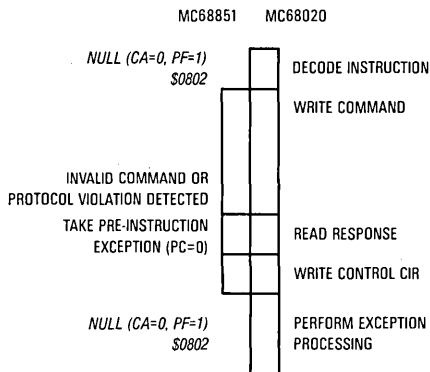 MC68851 MC68020
NULL (CA=0, PF=1)
$0802
DECODE INSTRUCTION
WRITE COMMAND
INVALID COMMAND OR
PROTOCOL VIOLATION DETECTED
TAKE PRE-INSTRUCTION
EXCEPTION (PC=0)
READ RESPONSE
WRITE CONTROL CIR
NULL (CA=0, PF=1)
$0802
PERFORM EXCEPTION
PROCESSING